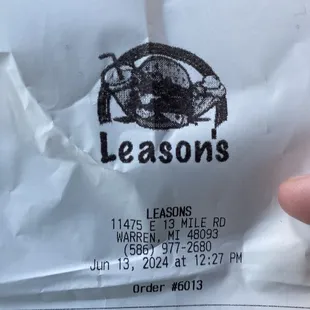 Leason's
LEASONS
11475 E 13 MILE RD
WARREN, MI 48093
(586) 977-2680
Jun 13, 2024 at 12:27 PM
Order #6013